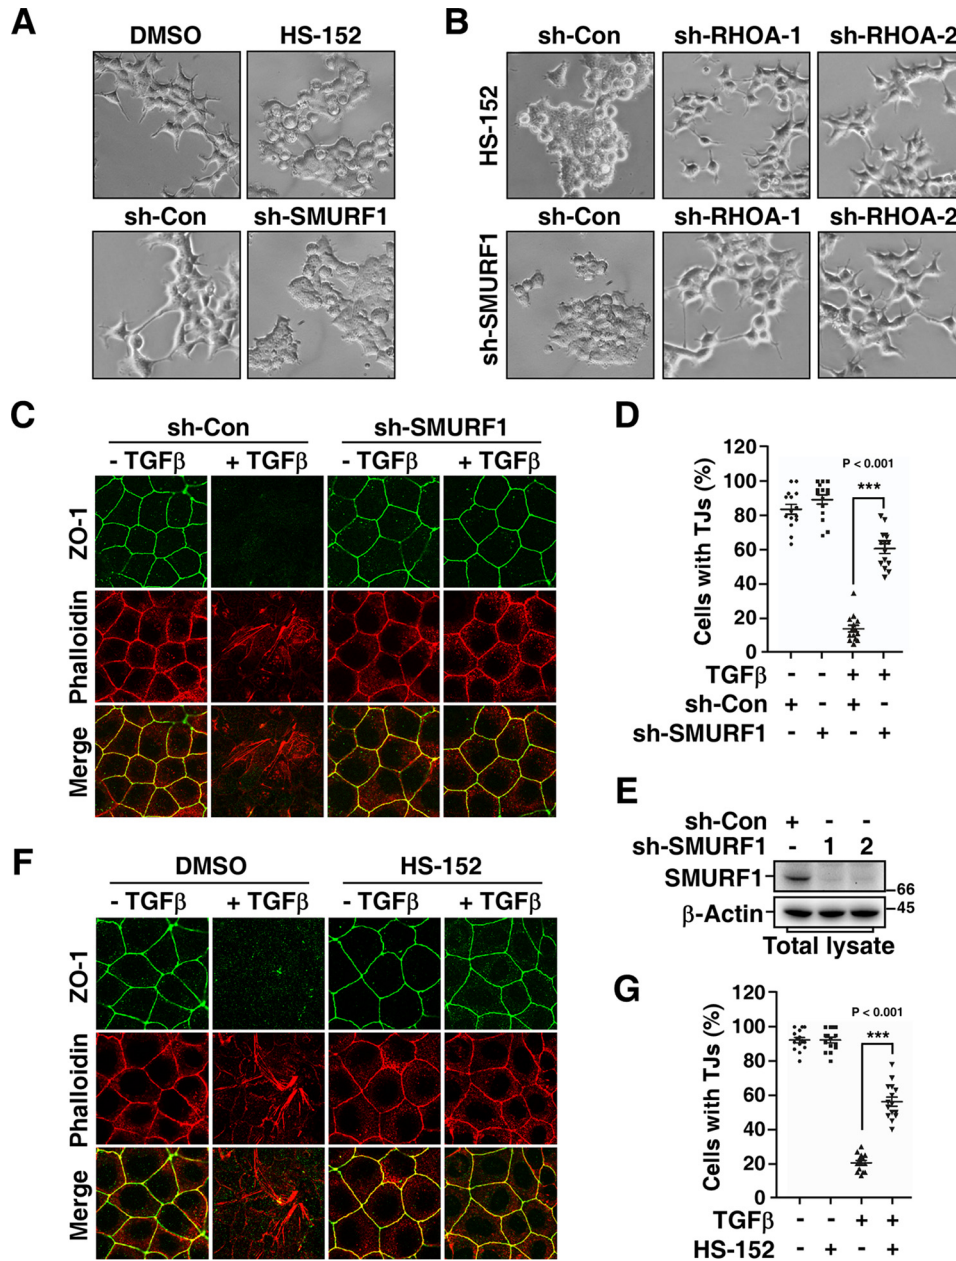 A
DMSO HS-152
sh-Con sh-SMURF1
B
sh-Con sh-RHOA-1 sh-RHOA-2
HS-152
sh-Con sh-RHOA-1 sh-RHOA-2
sh-SMURF1
C
sh-Con sh-SMURF1
- TGFβ + TGFβ - TGFβ + TGFβ
ZO-1
Phalloidin
Merge
D
Cells with TJs (%)
120
100
80
60
40
20
0
P < 0.001
***
TGFβ - - + +
sh-Con + - + -
sh-SMURF1 - + - +
E
sh-Con + - -
sh-SMURF1 - 1 2
SMURF1
66
β-Actin
45
Total lysate
F
DMSO HS-152
- TGFβ + TGFβ - TGFβ + TGFβ
ZO-1
Phalloidin
Merge
G
Cells with TJs (%)
120
100
80
60
40
20
0
P < 0.001
***
TGFβ - - + +
HS-152 - + - +